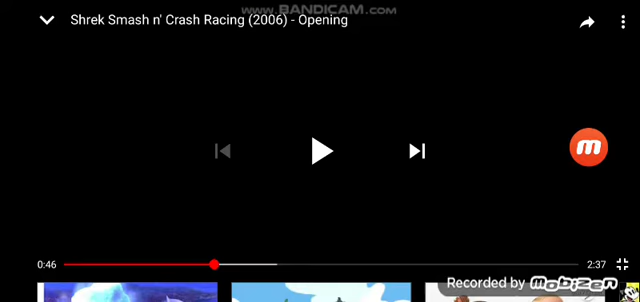 www.BANDICAM.com
Shrek Smash n' Crash Racing (2006) - Opening
m
0:46
2:37
Recorded by Mobizen